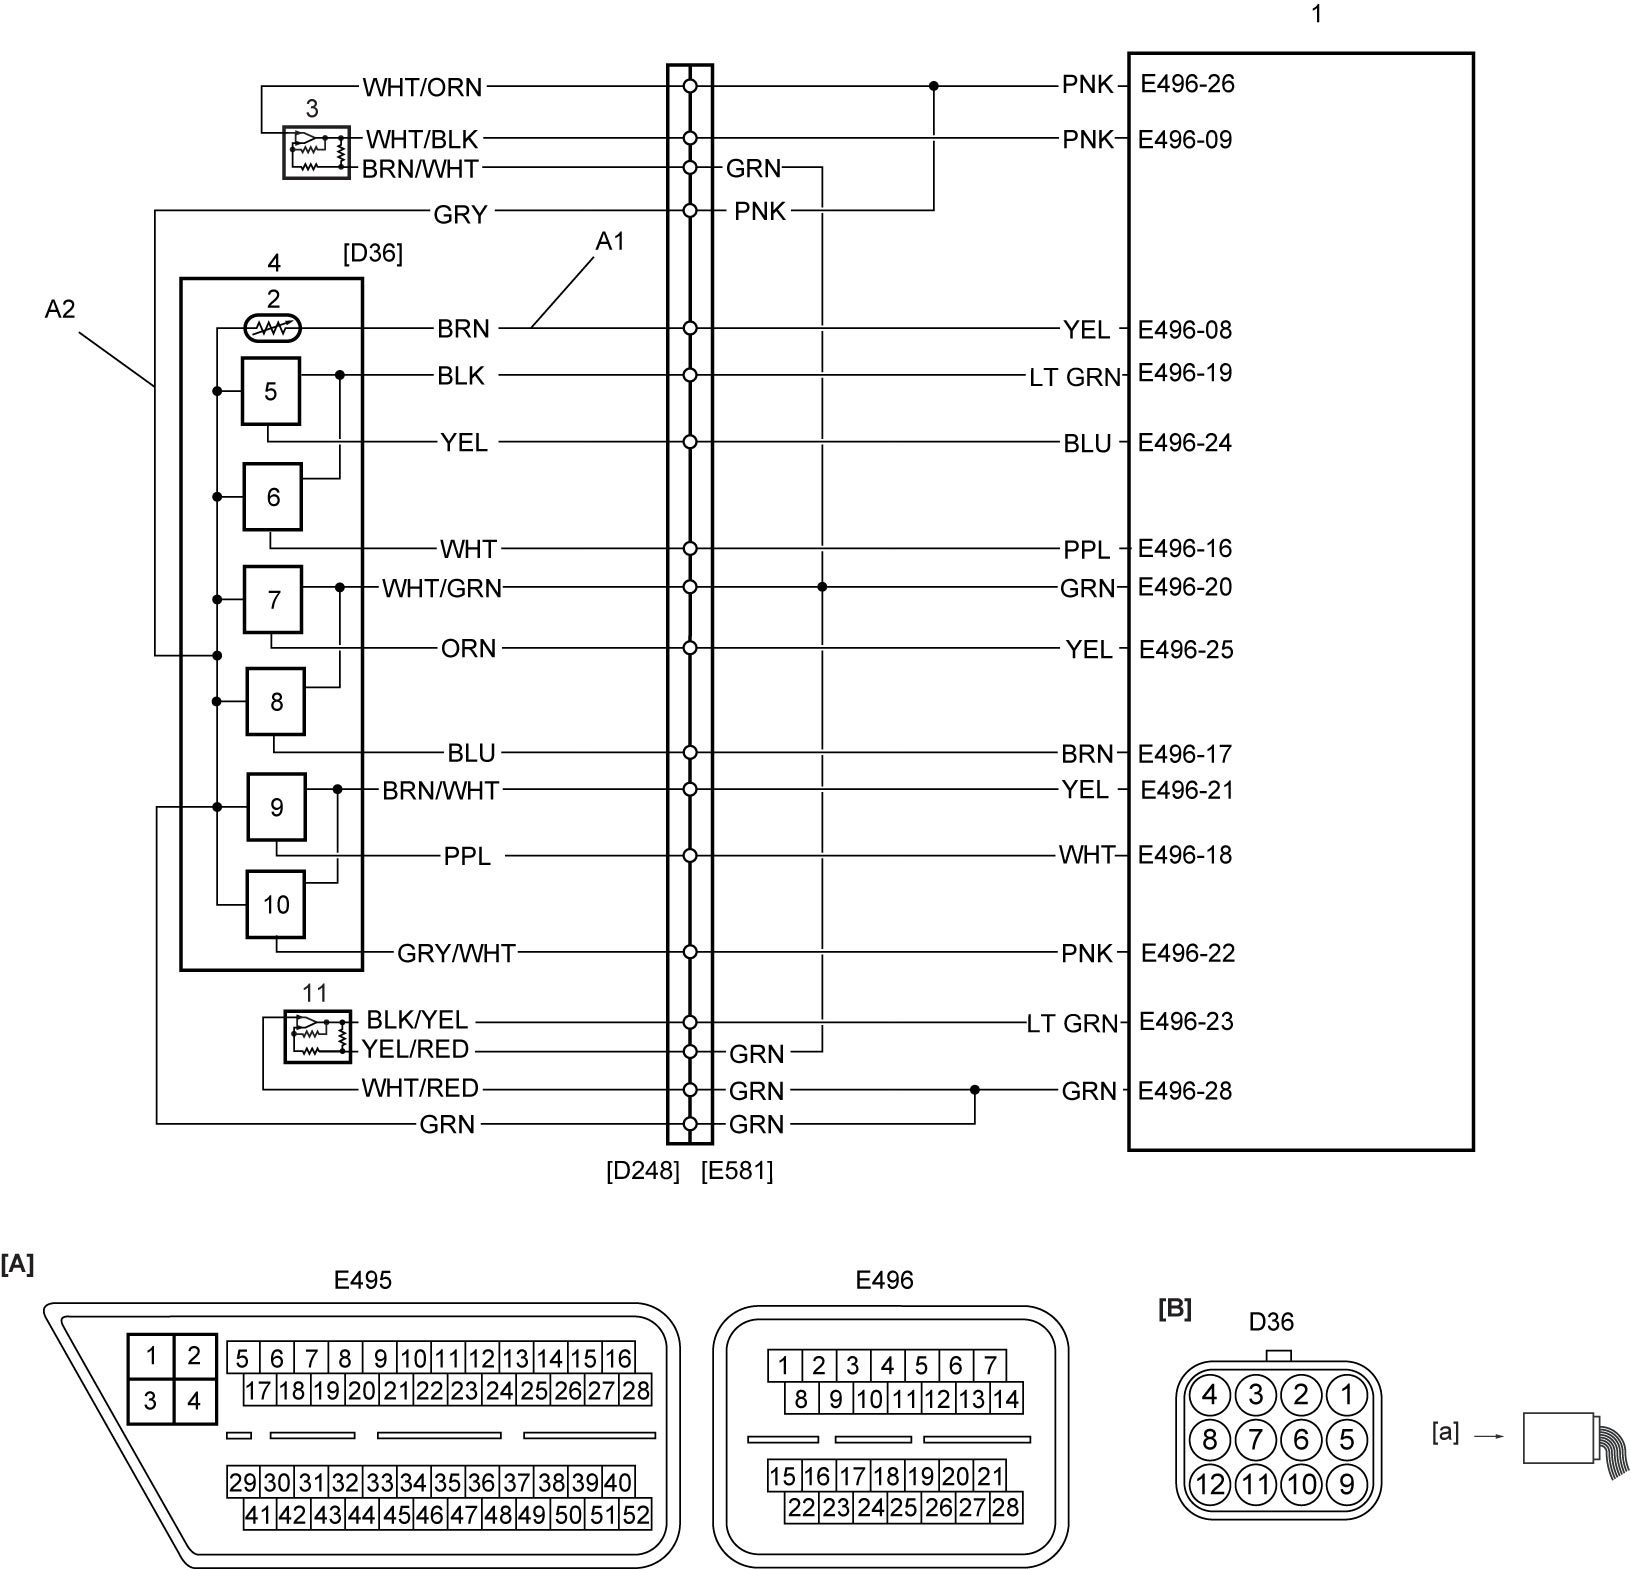 1
WHT/ORN PNK E496-26
3
WHT/BLK PNK E496-09
BRN/WHT GRN
GRY PNK
A1
4 [D36]
2
A2
BRN YEL E496-08
BLK LT GRN E496-19
5
YEL BLU E496-24
6
WHT PPL E496-16
7 WHT/GRN GRN E496-20
ORN YEL E496-25
8
BLU BRN E496-17
BRN/WHT YEL E496-21
9
PPL WHT E496-18
10
GRY/WHT PNK E496-22
11
BLK/YEL LT GRN E496-23
YEL/RED GRN
WHT/RED GRN GRN E496-28
GRN GRN
[D248] [E581]
[A]
E495
1 2
3 4
5 6 7 8 9 10 11 12 13 14 15 16
17 18 19 20 21 22 23 24 25 26 27 28
29 30 31 32 33 34 35 36 37 38 39 40
41 42 43 44 45 46 47 48 49 50 51 52
E496
1 2 3 4 5 6 7
8 9 10 11 12 13 14
15 16 17 18 19 20 21
22 23 24 25 26 27 28
[B]
D36
4 3 2 1
8 7 6 5
12 11 10 9
[a]